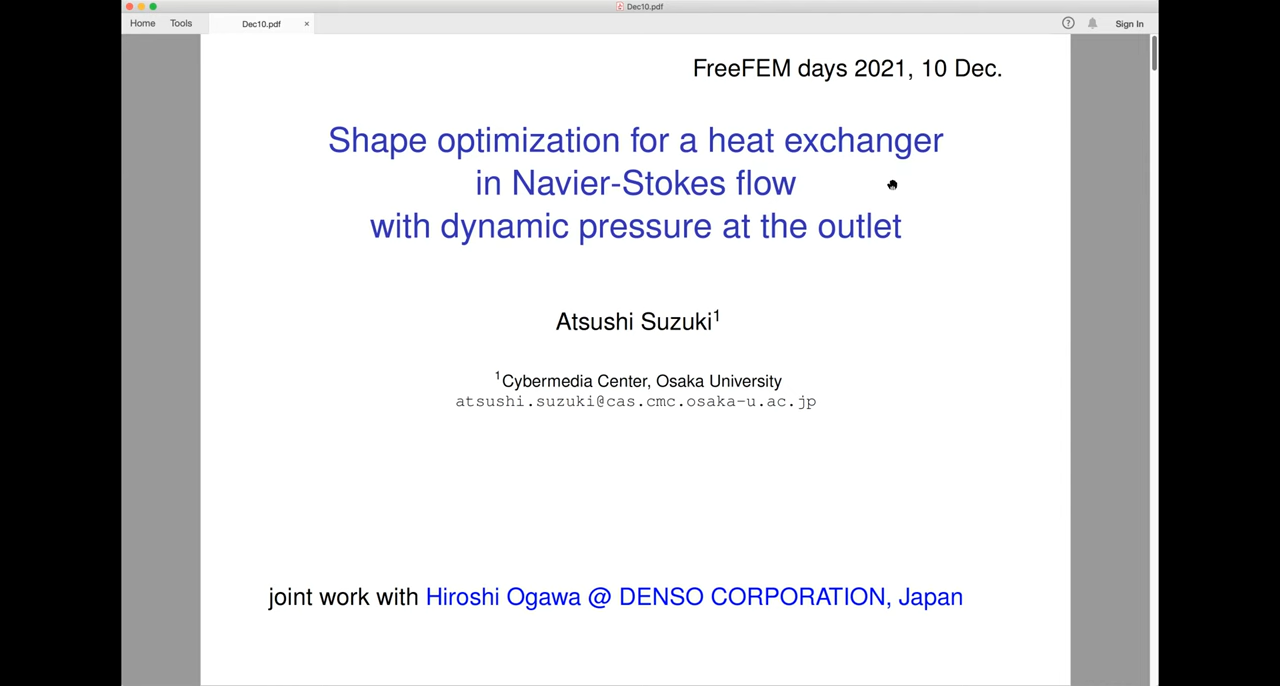 Dec10.pdf
Home Tools Dec10.pdf × ? Sign In
FreeFEM days 2021, 10 Dec.
Shape optimization for a heat exchanger
in Navier-Stokes flow
with dynamic pressure at the outlet
Atsushi Suzuki¹
¹Cybermedia Center, Osaka University
atsushi.suzuki@cas.cmc.osaka-u.ac.jp
joint work with Hiroshi Ogawa @ DENSO CORPORATION, Japan